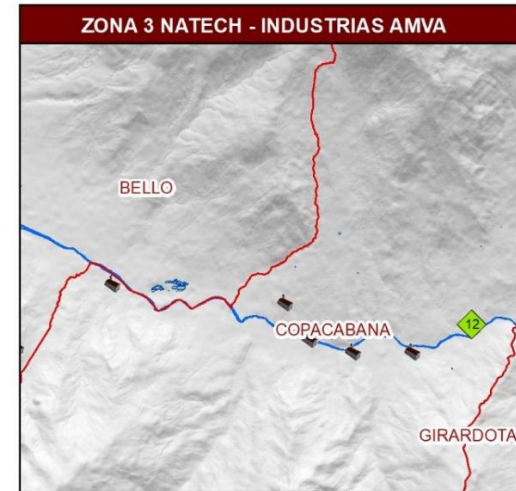 ZONA 3 NATECH - INDUSTRIAS AMVA
BELLO
COPACABANA
12
GIRARDOTA